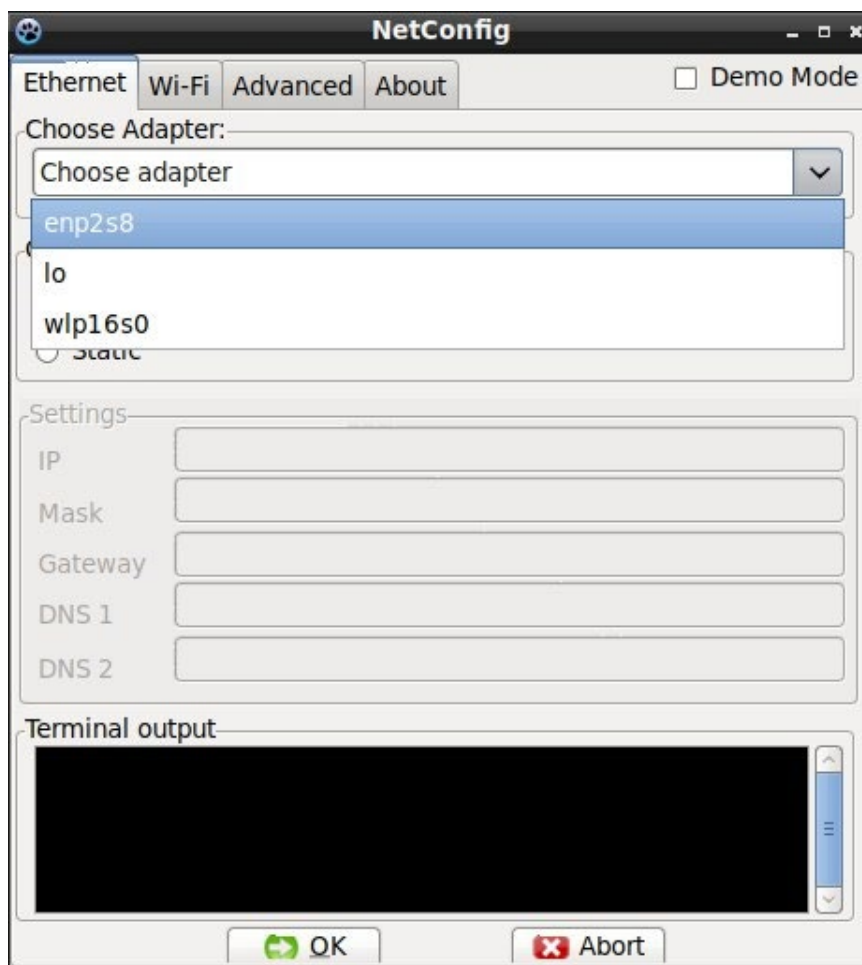 NetConfig
Ethernet Wi-Fi Advanced About Demo Mode
Choose Adapter:
Choose adapter
enp2s8
lo
wlp16s0
Static
Settings
IP
Mask
Gateway
DNS 1
DNS 2
Terminal output
OK Abort